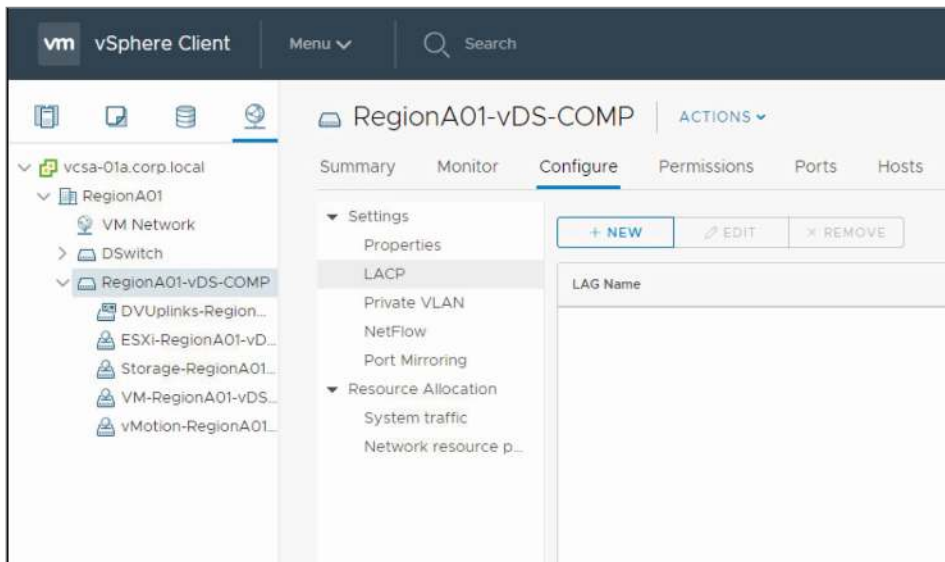 vm vSphere Client Menu Search
RegionA01-vDS-COMP ACTIONS
Summary Monitor Configure Permissions Ports Hosts
vcsa-01a.corp.local
RegionA01
VM Network
DSwitch
RegionA01-vDS-COMP
DVUplinks-Region...
ESXi-RegionA01-vD...
Storage-RegionA01...
VM-RegionA01-vDS...
vMotion-RegionA01...
Settings
Properties
LACP
Private VLAN
NetFlow
Port Mirroring
Resource Allocation
System traffic
Network resource p...
+ NEW EDIT × REMOVE
LAG Name